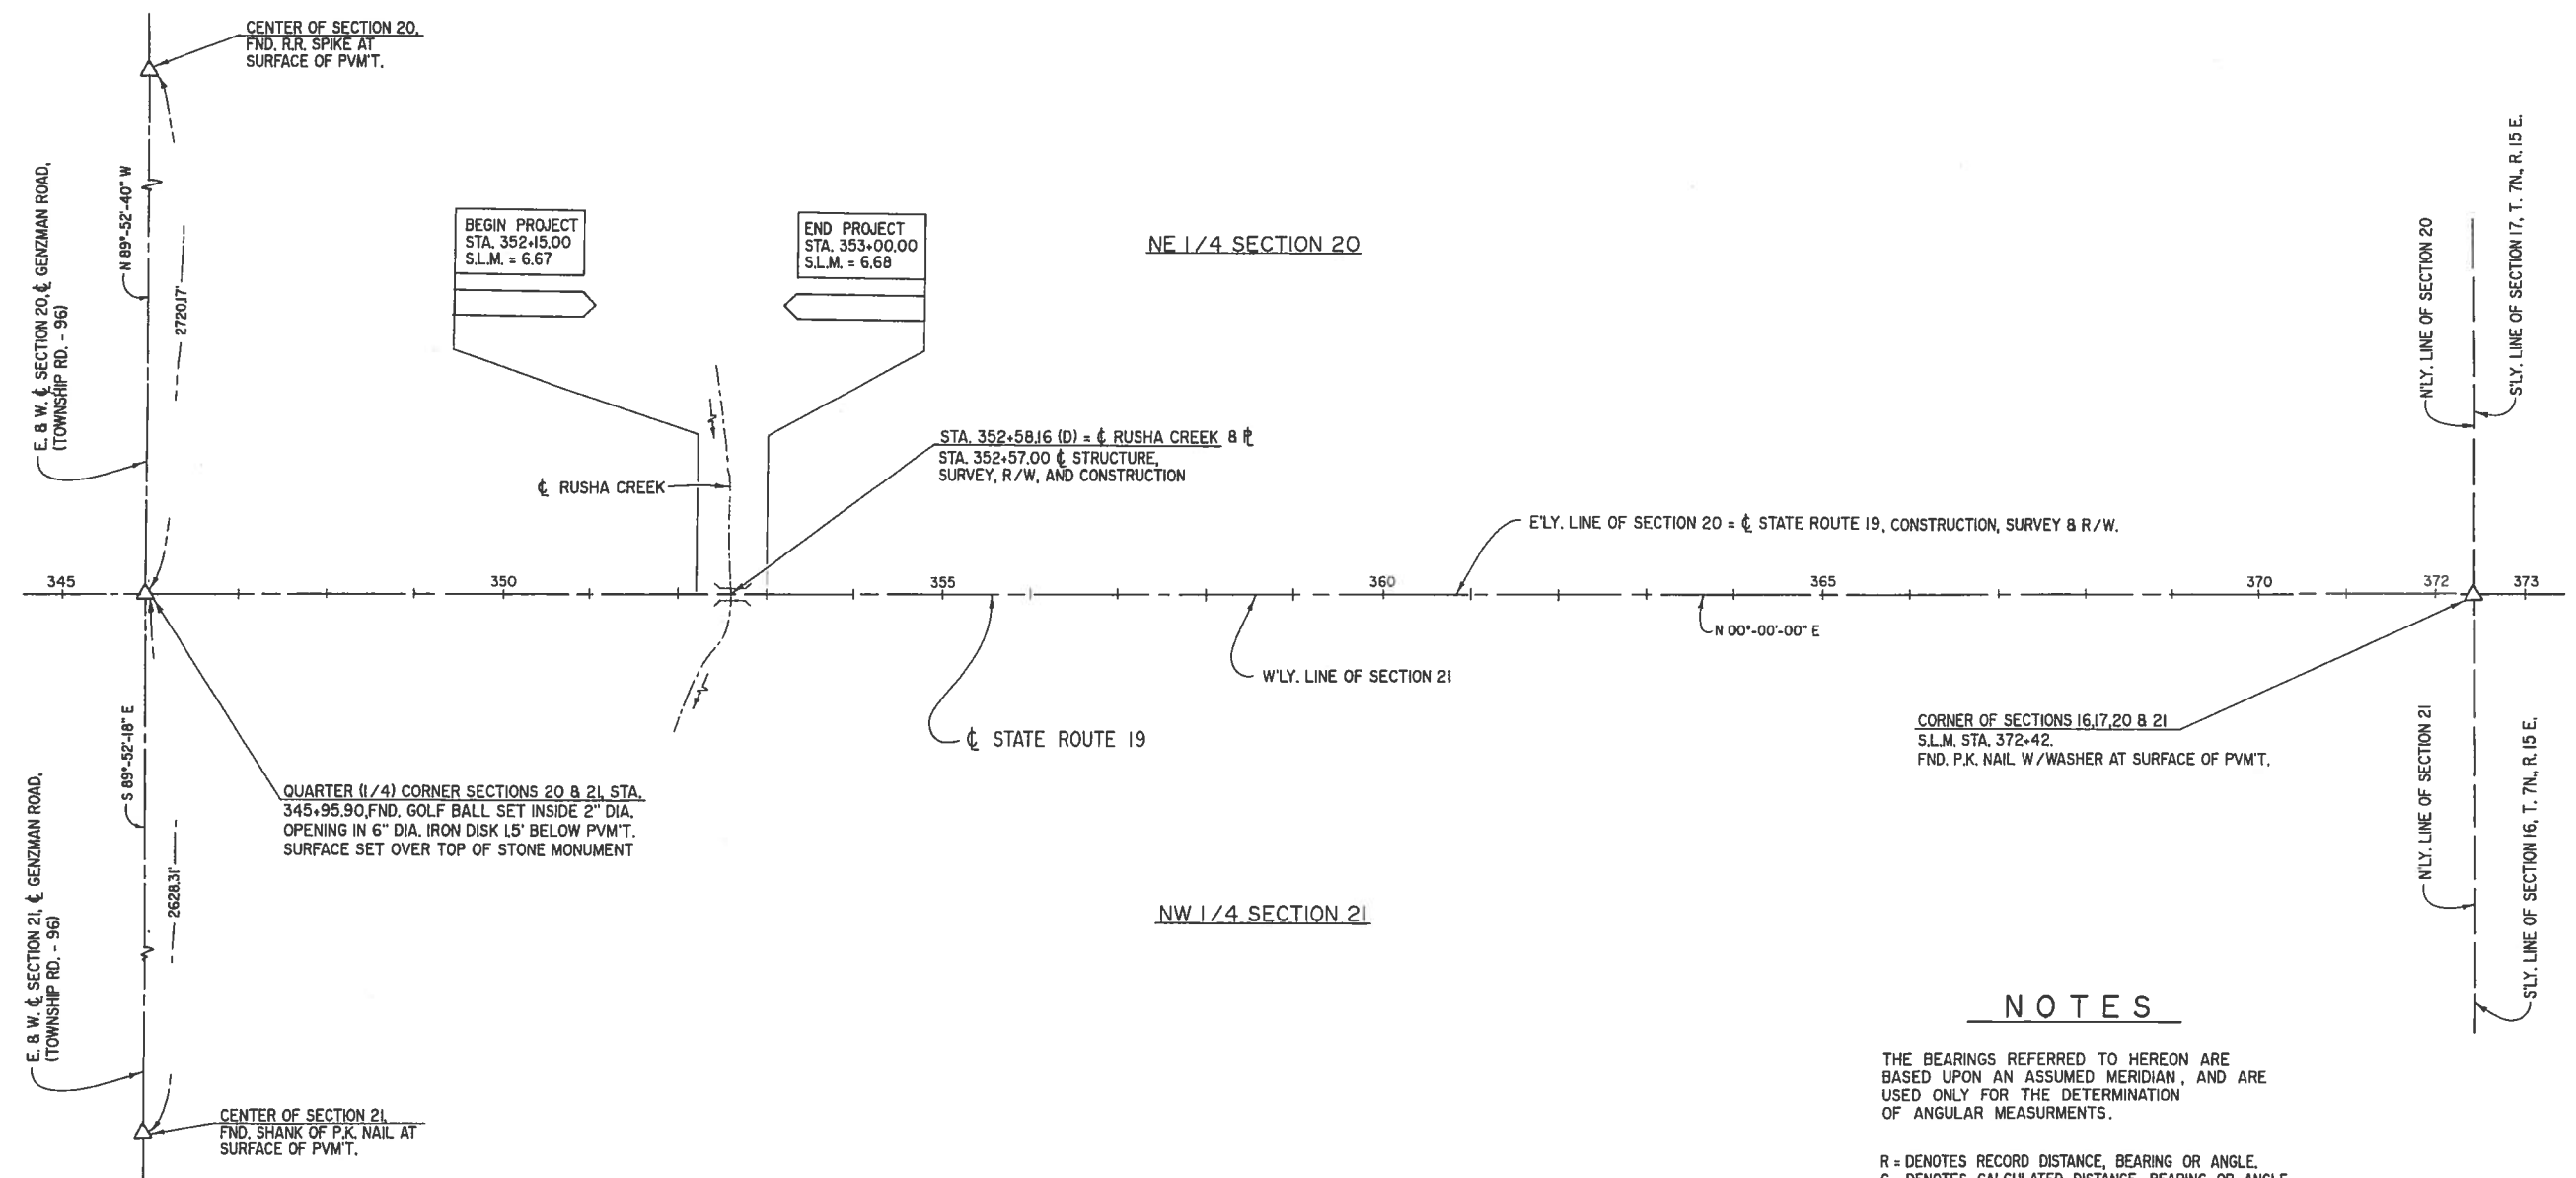 CENTER OF SECTION 20,
FND. R.R. SPIKE AT
SURFACE OF PVM'T.
E. & W. ℄ SECTION 20, ℄ GENZMAN ROAD,
(TOWNSHIP RD. - 96)
N 89°-52'-40" W
2720.17'
BEGIN PROJECT
STA. 352+15.00
S.L.M. = 6.67
END PROJECT
STA. 353+00.00
S.L.M. = 6.68
NE 1/4 SECTION 20
N'LY. LINE OF SECTION 20
S'LY. LINE OF SECTION 17, T. 7N., R. 15 E.
STA. 352+58.16 (D) = ℄ RUSHA CREEK & ⅊
STA. 352+57.00 ℄ STRUCTURE,
SURVEY, R/W, AND CONSTRUCTION
℄ RUSHA CREEK
E'LY. LINE OF SECTION 20 = ℄ STATE ROUTE 19, CONSTRUCTION, SURVEY & R/W.
345
350
355
360
365
370
372
373
N 00°-00'-00" E
W'LY. LINE OF SECTION 21
℄ STATE ROUTE 19
CORNER OF SECTIONS 16,17,20 & 21
S.L.M. STA. 372+42.
FND. P.K. NAIL W/WASHER AT SURFACE OF PVM'T.
S 89°-52'-18" E
2628.31'
E. & W. ℄ SECTION 21, ℄ GENZMAN ROAD,
(TOWNSHIP RD. - 96)
QUARTER (1/4) CORNER SECTIONS 20 & 21, STA.
345+95.90,FND. GOLF BALL SET INSIDE 2" DIA.
OPENING IN 6" DIA. IRON DISK 1.5' BELOW PVM'T.
SURFACE SET OVER TOP OF STONE MONUMENT
NW 1/4 SECTION 21
N'LY. LINE OF SECTION 21
S'LY. LINE OF SECTION 16, T. 7N., R. 15 E.
CENTER OF SECTION 21,
FND. SHANK OF P.K. NAIL AT
SURFACE OF PVM'T.
NOTES
THE BEARINGS REFERRED TO HEREON ARE
BASED UPON AN ASSUMED MERIDIAN, AND ARE
USED ONLY FOR THE DETERMINATION
OF ANGULAR MEASURMENTS.
R = DENOTES RECORD DISTANCE, BEARING OR ANGLE.
C = DENOTES CALCULATED DISTANCE, BEARING OR ANGLE